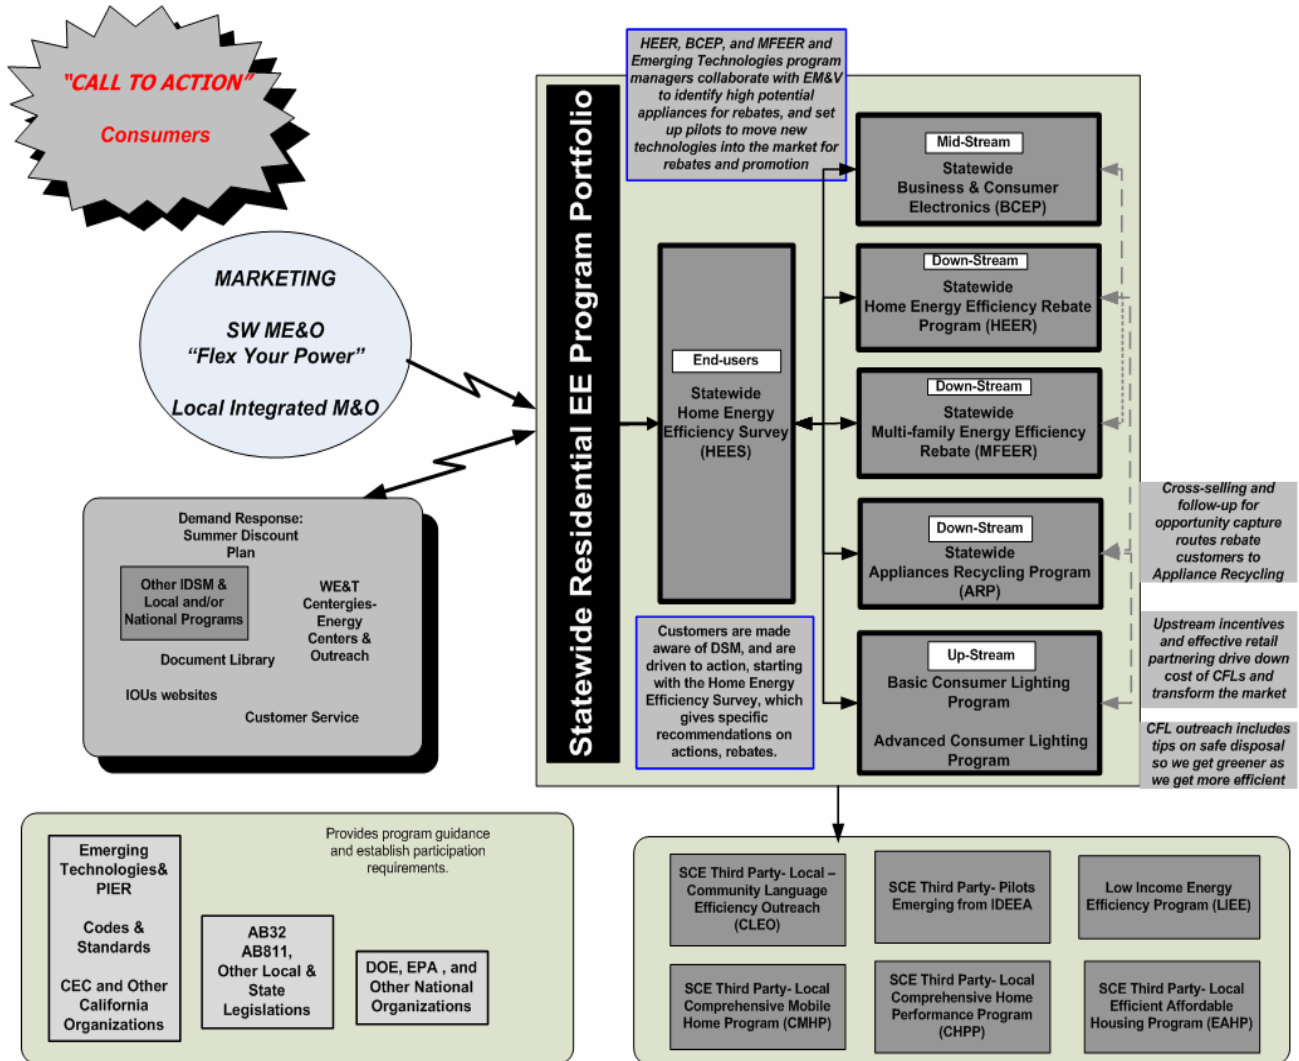 "CALL TO ACTION"
Consumers
MARKETING
SW ME&O
“Flex Your Power”
Local Integrated M&O
Demand Response:
Summer Discount
Plan
Other IDSM &
Local and/or
National Programs
WE&T
Centergies-
Energy
Centers &
Outreach
Document Library
IOUs websites
Customer Service
Statewide Residential EE Program Portfolio
HEER, BCEP, and MFEER and
Emerging Technologies program
managers collaborate with EM&V
to identify high potential
appliances for rebates, and set
up pilots to move new
technologies into the market for
rebates and promotion
End-users
Statewide
Home Energy
Efficiency Survey
(HEES)
Customers are made
aware of DSM, and are
driven to action, starting
with the Home Energy
Efficiency Survey, which
gives specific
recommendations on
actions, rebates.
Mid-Stream
Statewide
Business & Consumer
Electronics (BCEP)
Down-Stream
Statewide
Home Energy Efficiency Rebate
Program (HEER)
Down-Stream
Statewide
Multi-family Energy Efficiency
Rebate (MFEER)
Down-Stream
Statewide
Appliances Recycling Program
(ARP)
Up-Stream
Basic Consumer Lighting
Program
Advanced Consumer Lighting
Program
Cross-selling and
follow-up for
opportunity capture
routes rebate
customers to
Appliance Recycling
Upstream incentives
and effective retail
partnering drive down
cost of CFLs and
transform the market
CFL outreach includes
tips on safe disposal
so we get greener as
we get more efficient
Emerging
Technologies&
PIER
Codes &
Standards
CEC and Other
California
Organizations
AB32
AB811,
Other Local &
State
Legislations
Provides program guidance
and establish participation
requirements.
DOE, EPA , and
Other National
Organizations
SCE Third Party- Local –
Community Language
Efficiency Outreach
(CLEO)
SCE Third Party- Pilots
Emerging from IDEEA
Low Income Energy
Efficiency Program (LIEE)
SCE Third Party- Local
Comprehensive Mobile
Home Program (CMHP)
SCE Third Party- Local
Comprehensive Home
Performance Program
(CHPP)
SCE Third Party- Local
Efficient Affordable
Housing Program (EAHP)